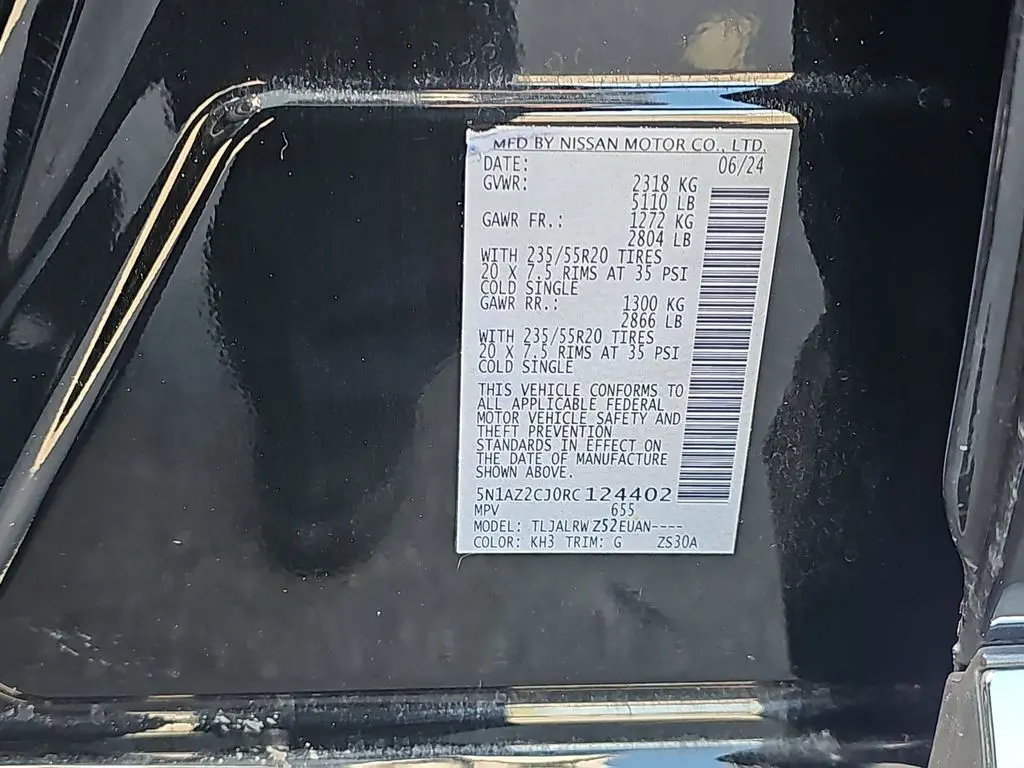 MFD BY NISSAN MOTOR CO., LTD.
DATE: 06/24
GVWR: 2318 KG
5110 LB
GAWR FR.: 1272 KG
2804 LB
WITH 235/55R20 TIRES
20 X 7.5 RIMS AT 35 PSI
COLD SINGLE
GAWR RR.: 1300 KG
2866 LB
WITH 235/55R20 TIRES
20 X 7.5 RIMS AT 35 PSI
COLD SINGLE
THIS VEHICLE CONFORMS TO
ALL APPLICABLE FEDERAL
MOTOR VEHICLE SAFETY AND
THEFT PREVENTION
STANDARDS IN EFFECT ON
THE DATE OF MANUFACTURE
SHOWN ABOVE.
5N1AZ2CJ0RC124402
MPV 655
MODEL: TLJALRWZ52EUAN----
COLOR: KH3 TRIM: G ZS30A